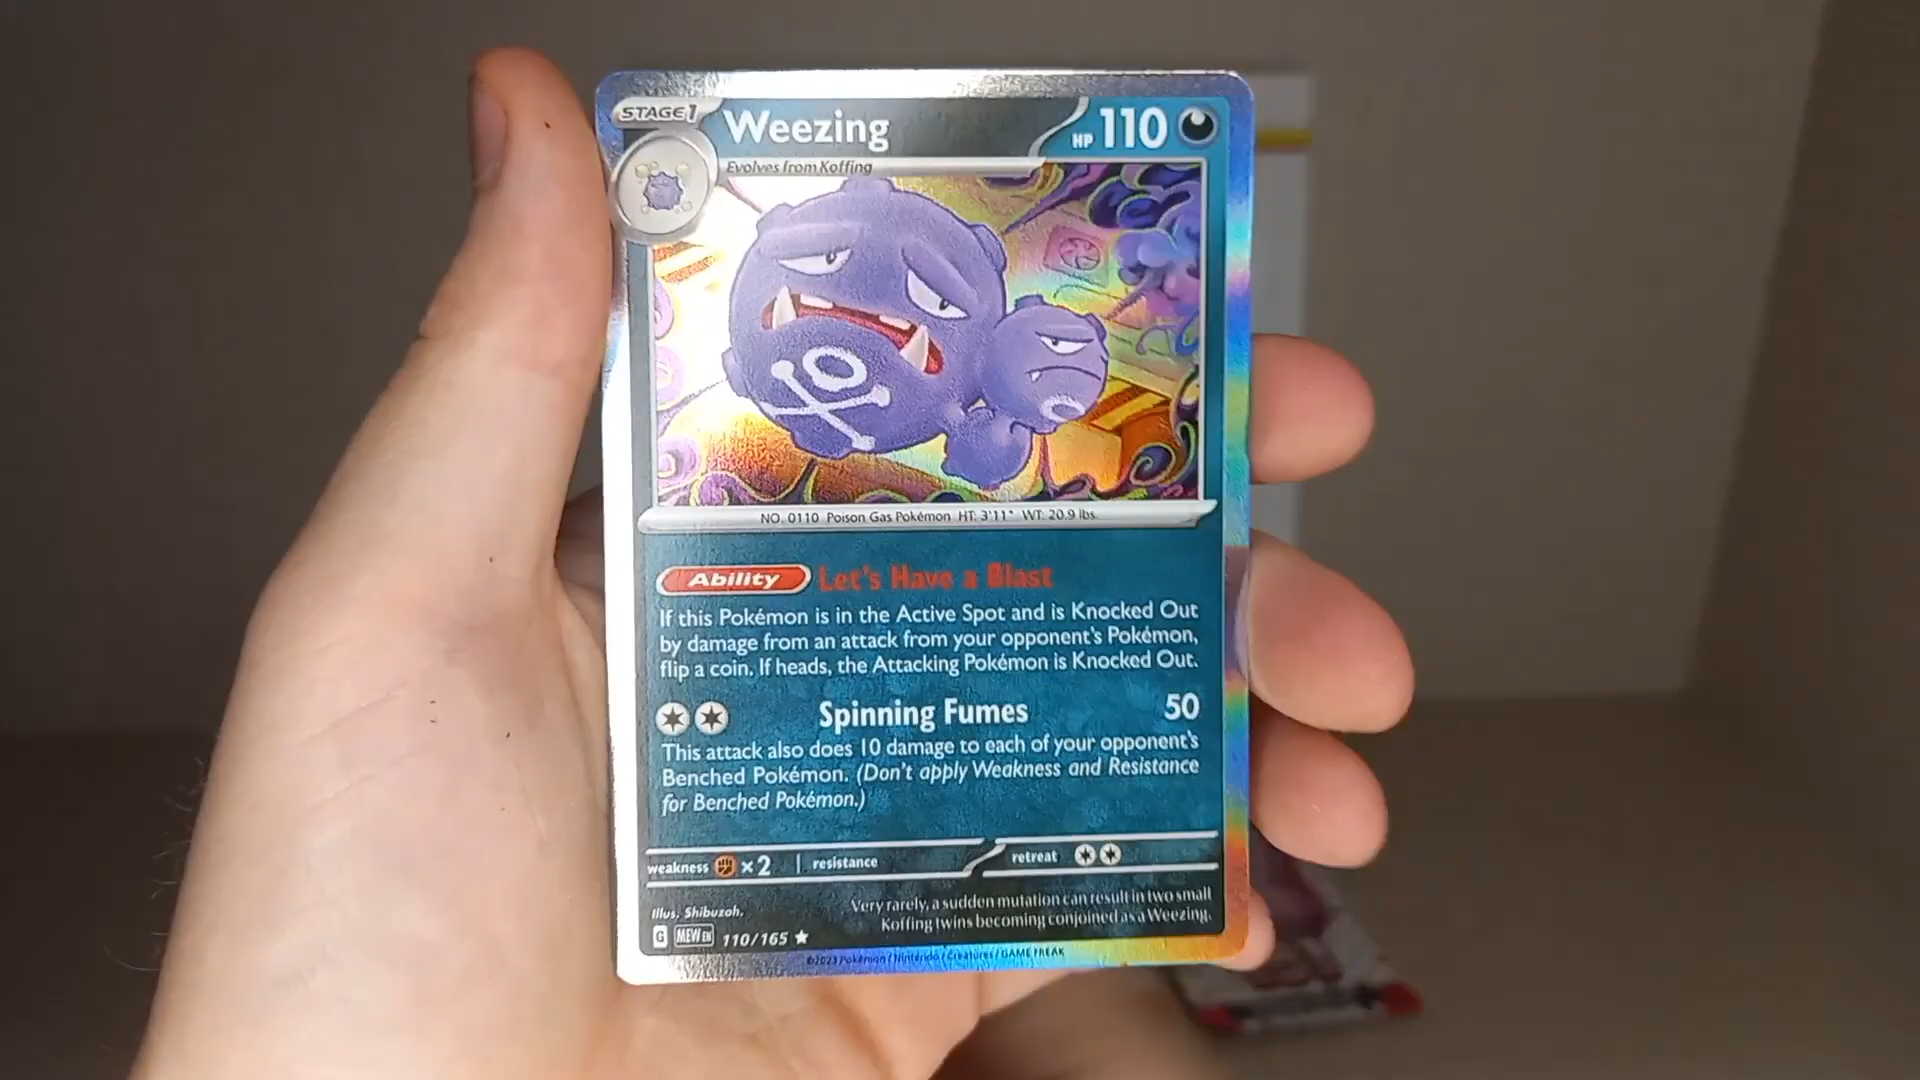 STAGE1 Weezing HP 110
Evolves from Koffing
NO. 0110 Poison Gas Pokémon HT: 3'11" WT: 20.9 lbs.
Ability Let's Have a Blast
If this Pokémon is in the Active Spot and is Knocked Out
by damage from an attack from your opponent's Pokémon,
flip a coin. If heads, the Attacking Pokémon is Knocked Out.
Spinning Fumes 50
This attack also does 10 damage to each of your opponent's
Benched Pokémon. (Don't apply Weakness and Resistance
for Benched Pokémon.)
weakness ×2 resistance retreat
Very rarely, a sudden mutation can result in two small
Koffing twins becoming conjoined as a Weezing.
Illus. Shibuzoh.
G MEW EN 110/165 ★
©2023 Pokémon / Nintendo / Creatures / GAME FREAK